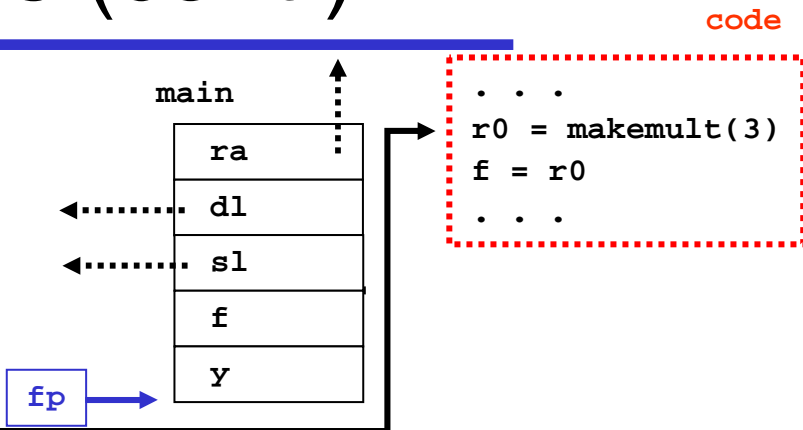 code
main
ra
dl
sl
f
y
fp
. . .
r0 = makemult(3)
f = r0
. . .